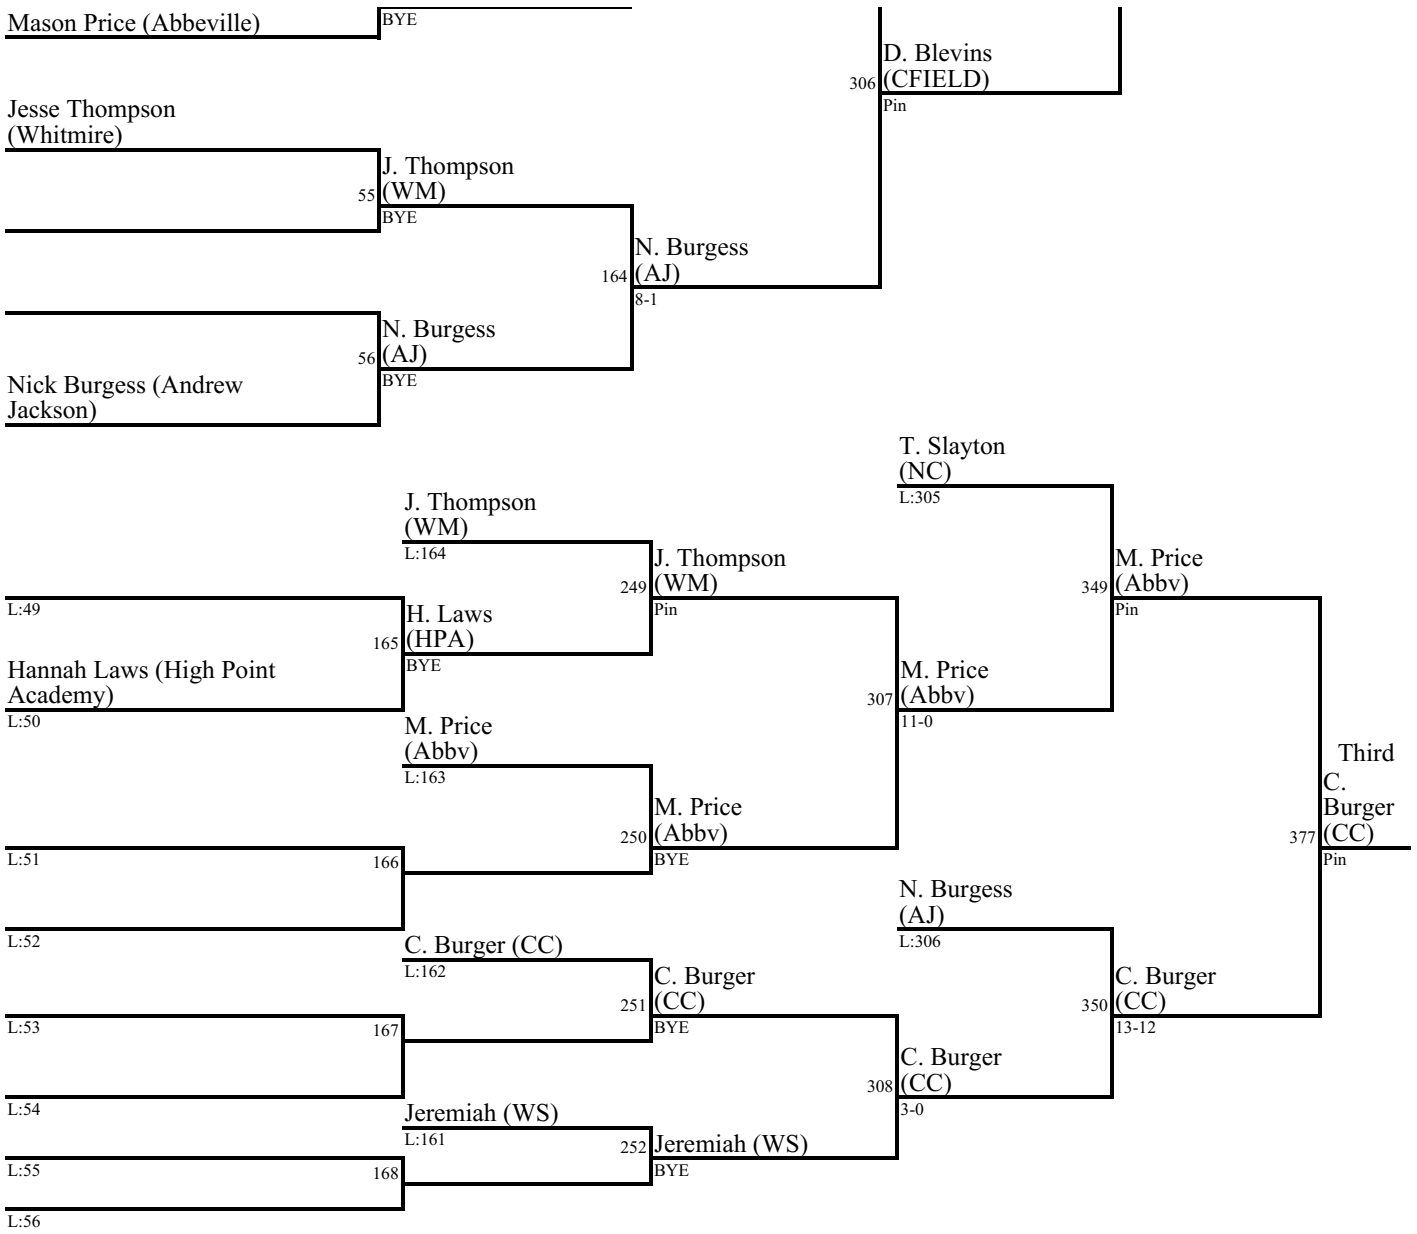 Mason Price (Abbeville)
BYE
D. Blevins
(CFIELD)
306
Pin
Jesse Thompson
(Whitmire)
J. Thompson
(WM)
55
BYE
N. Burgess
(AJ)
164
8-1
N. Burgess
(AJ)
56
BYE
Nick Burgess (Andrew
Jackson)
T. Slayton
(NC)
L:305
J. Thompson
(WM)
L:164
J. Thompson
(WM)
249
Pin
M. Price
(Abbv)
349
Pin
L:49
H. Laws
(HPA)
165
BYE
Hannah Laws (High Point
Academy)
L:50
M. Price
(Abbv)
307
11-0
M. Price
(Abbv)
L:163
Third
C.
Burger
(CC)
377
Pin
M. Price
(Abbv)
250
BYE
L:51
166
L:52
N. Burgess
(AJ)
L:306
C. Burger (CC)
L:162
C. Burger
(CC)
251
BYE
C. Burger
(CC)
350
13-12
L:53
167
C. Burger
(CC)
308
3-0
L:54
Jeremiah (WS)
L:161
252
Jeremiah (WS)
BYE
L:55
168
L:56